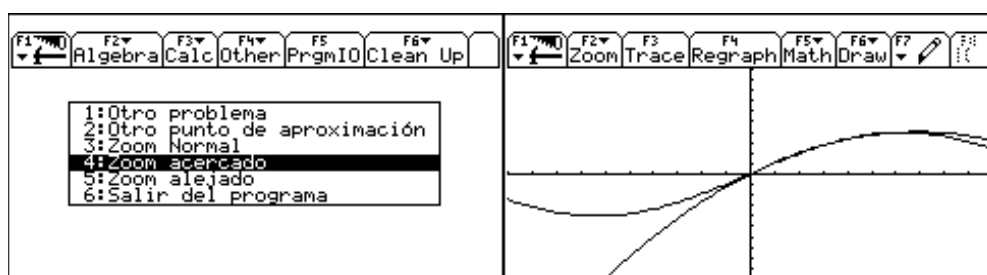 F1 F2 F3 F4 F5 F6
Algebra Calc Other PrgmIO Clean Up
1:Otro problema
2:Otro punto de aproximación
3:Zoom Normal
4:Zoom acercado
5:Zoom alejado
6:Salir del programa
F1 F2 F3 F4 F5 F6 F7
Zoom Trace Regraph Math Draw